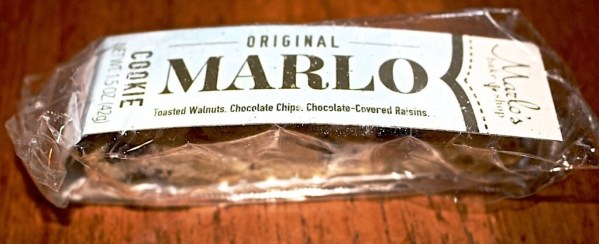 ORIGINAL
MARLO
Toasted Walnuts. Chocolate Chips. Chocolate-Covered Raisins.
COOKIE
NET WT 1.5 OZ (42g)
Marlo's
bakeshop